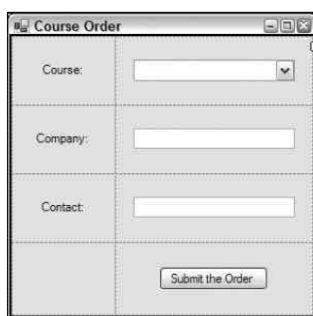 Course Order
Course:
Company:
Contact:
Submit the Order